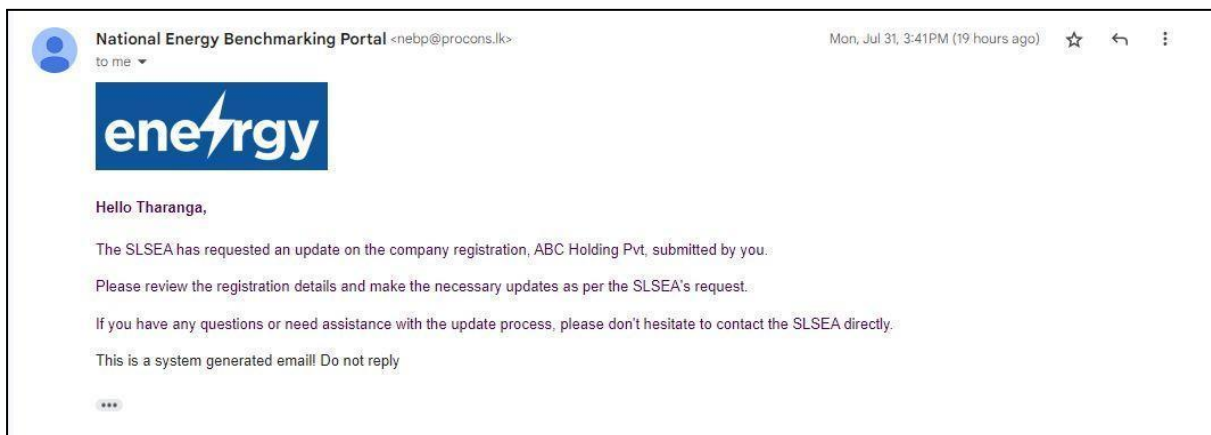 National Energy Benchmarking Portal <nebp@procons.lk>
Mon, Jul 31, 3:41 PM (19 hours ago)
to me
energy
Hello Tharanga,
The SLSEA has requested an update on the company registration, ABC Holding Pvt, submitted by you.
Please review the registration details and make the necessary updates as per the SLSEA's request.
If you have any questions or need assistance with the update process, please don't hesitate to contact the SLSEA directly.
This is a system generated email! Do not reply